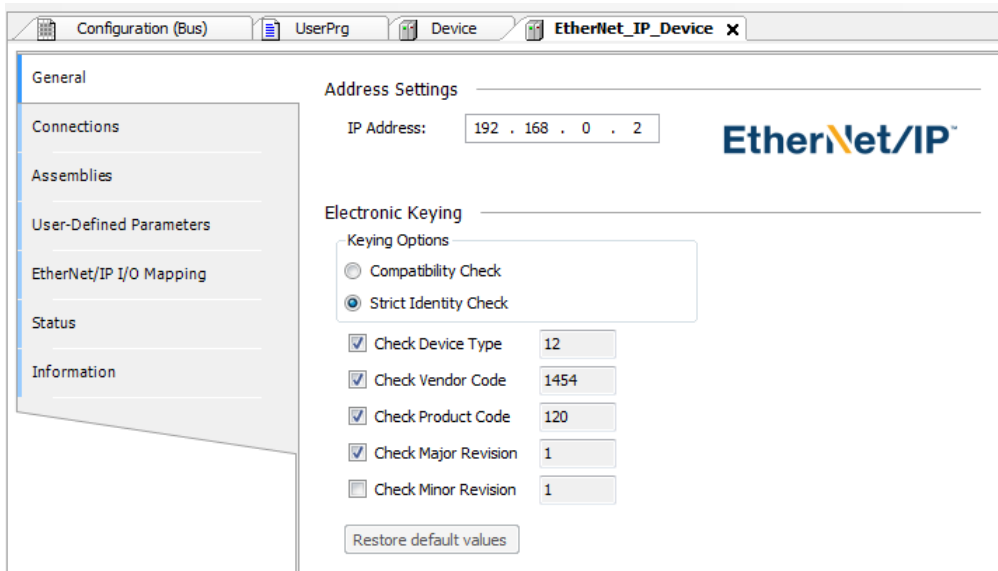 Configuration (Bus) UserPrg Device EtherNet_IP_Device x
General
Connections
Assemblies
User-Defined Parameters
EtherNet/IP I/O Mapping
Status
Information
Address Settings
IP Address: 192 . 168 . 0 . 2
EtherNet/IP™
Electronic Keying
Keying Options
Compatibility Check
Strict Identity Check
Check Device Type 12
Check Vendor Code 1454
Check Product Code 120
Check Major Revision 1
Check Minor Revision 1
Restore default values